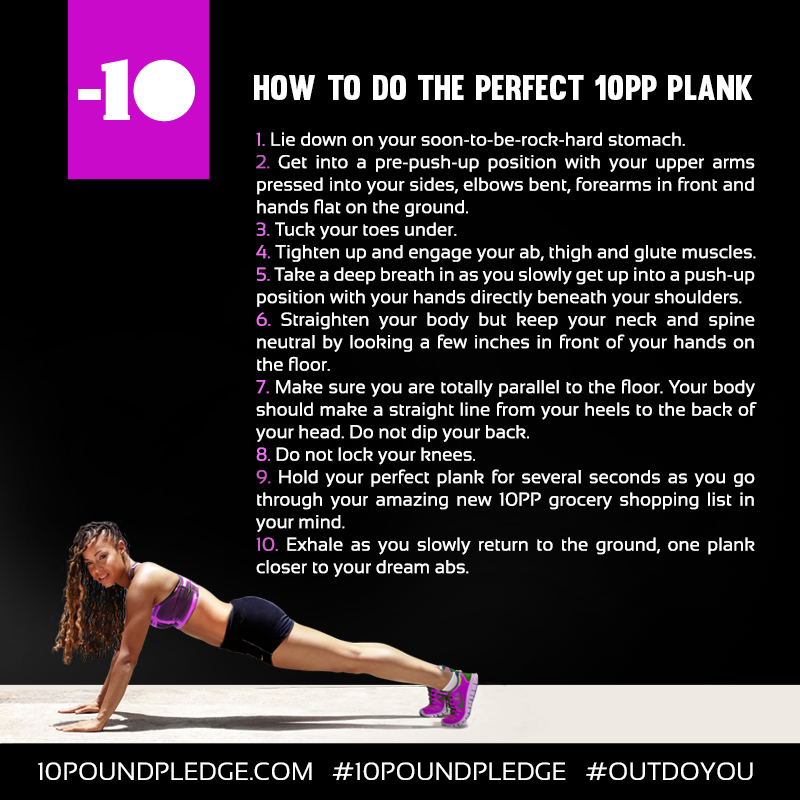 -10
HOW TO DO THE PERFECT 10PP PLANK
1. Lie down on your soon-to-be-rock-hard stomach.
2. Get into a pre-push-up position with your upper arms
pressed into your sides, elbows bent, forearms in front and
hands flat on the ground.
3. Tuck your toes under.
4. Tighten up and engage your ab, thigh and glute muscles.
5. Take a deep breath in as you slowly get up into a push-up
position with your hands directly beneath your shoulders.
6. Straighten your body but keep your neck and spine
neutral by looking a few inches in front of your hands on
the floor.
7. Make sure you are totally parallel to the floor. Your body
should make a straight line from your heels to the back of
your head. Do not dip your back.
8. Do not lock your knees.
9. Hold your perfect plank for several seconds as you go
through your amazing new 10PP grocery shopping list in
your mind.
10. Exhale as you slowly return to the ground, one plank
closer to your dream abs.
10POUNDPLEDGE.COM #10POUNDPLEDGE #OUTDOYOU